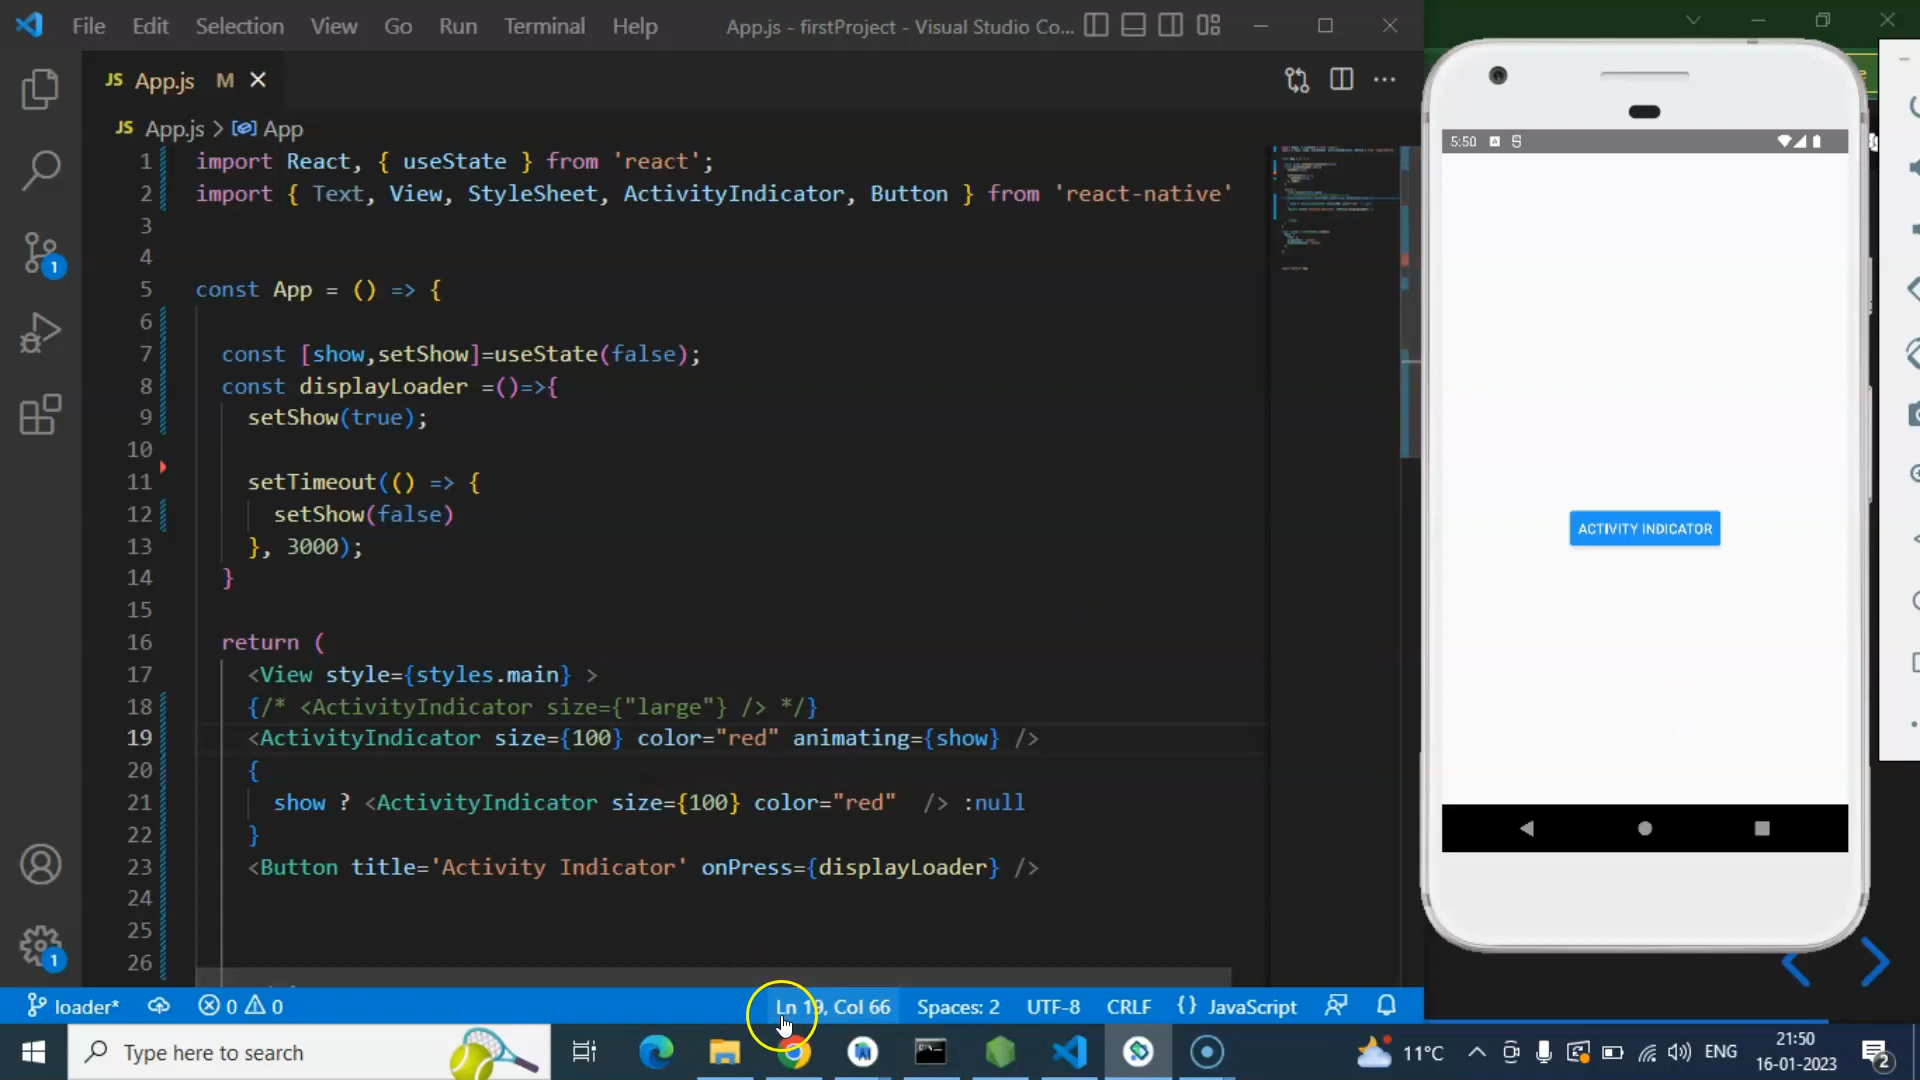 File Edit Selection View Go Run Terminal Help App.js - firstProject - Visual Studio Co...
JS App.js M
JS App.js > App
1 import React, { useState } from 'react';
2 import { Text, View, StyleSheet, ActivityIndicator, Button } from 'react-native'
3
4
5 const App = () => {
6
7 const [show,setShow]=useState(false);
8 const displayLoader =()=>{
9 setShow(true);
10
11 setTimeout(() => {
12 setShow(false)
13 }, 3000);
14 }
15
16 return (
17 <View style={styles.main} >
18 {/* <ActivityIndicator size={"large"} /> */}
19 <ActivityIndicator size={100} color="red" animating={show} />
20 {
21 show ? <ActivityIndicator size={100} color="red" /> :null
22 }
23 <Button title='Activity Indicator' onPress={displayLoader} />
24
25
26
1
1
loader* 0 0 Ln 19, Col 66 Spaces: 2 UTF-8 CRLF {} JavaScript
5:50
ACTIVITY INDICATOR
Type here to search
11°C ENG
21:50
16-01-2023
2